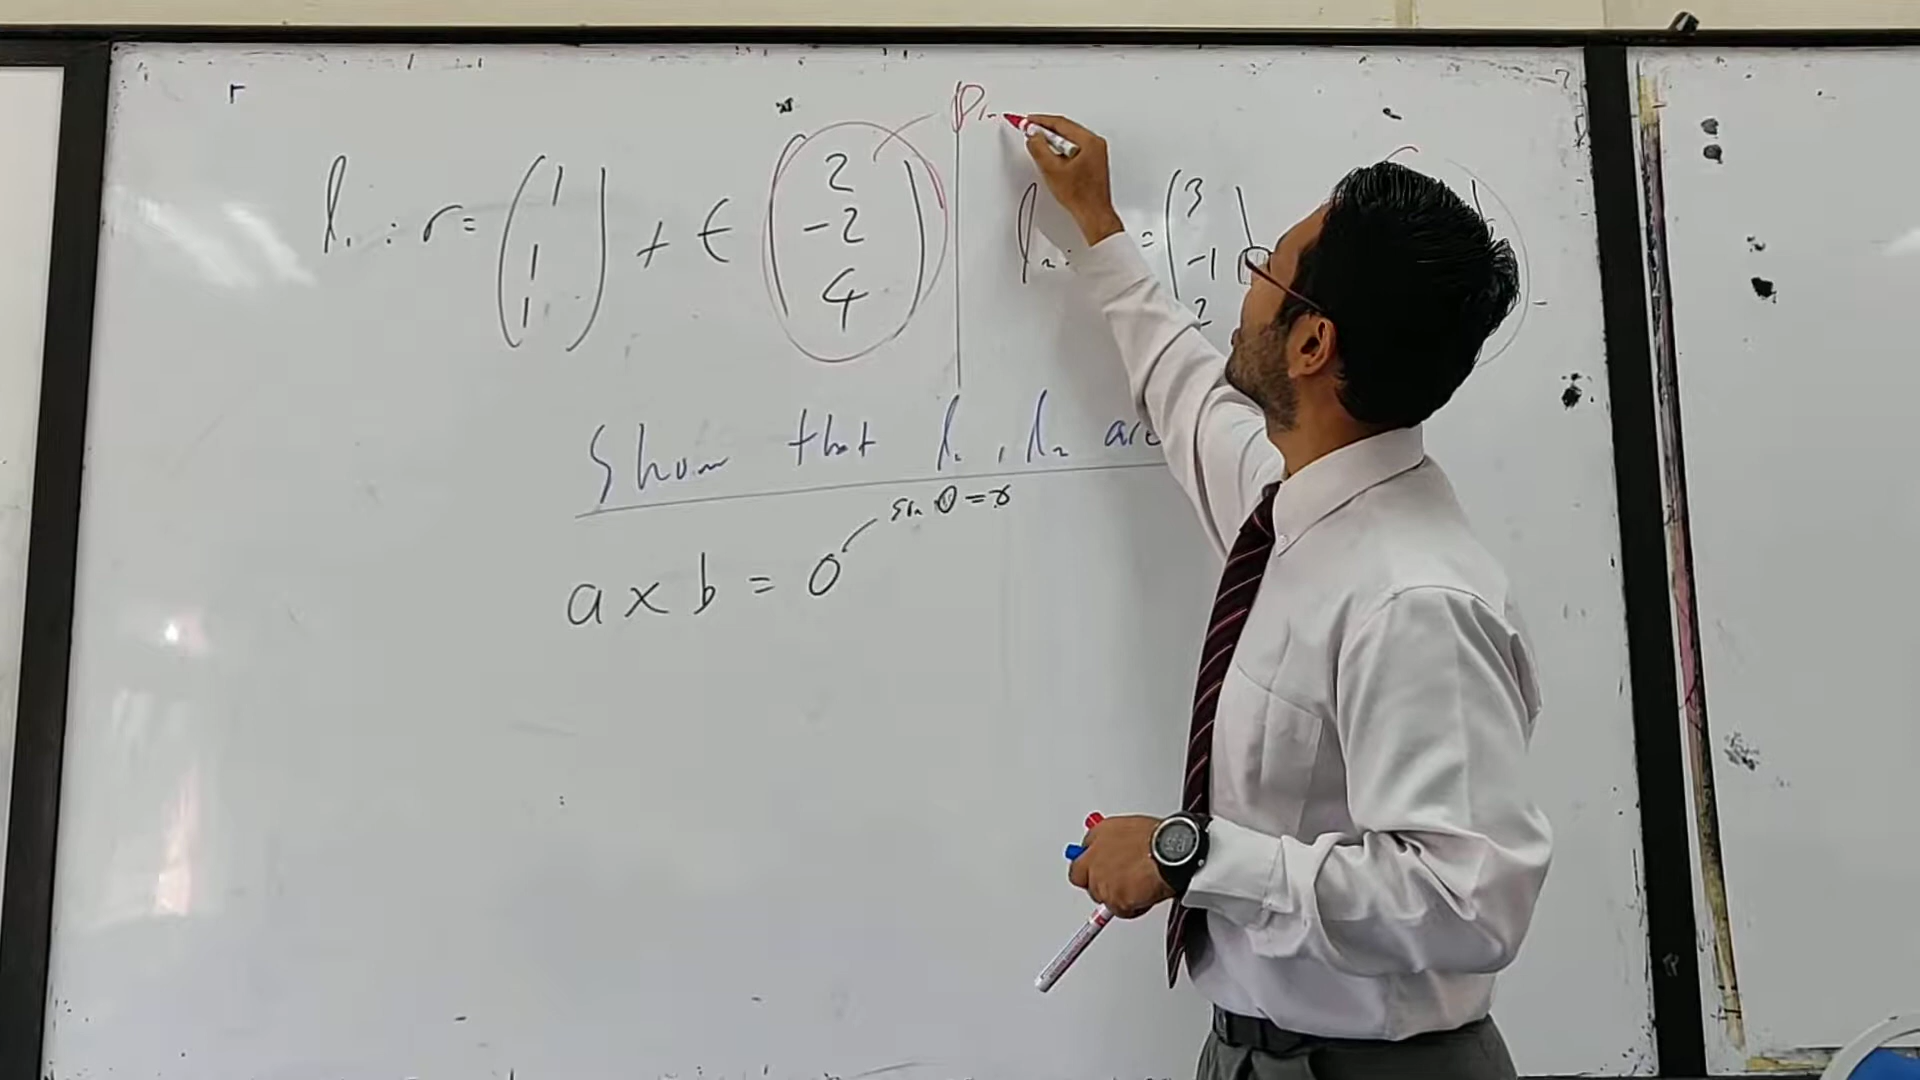 Dir
l₁ : r = (1 1 1) + t (2 -2 4)
l₂ : = (3 -1 2)
Show that l₁ , l₂ are
sin θ = 0
a x b = 0